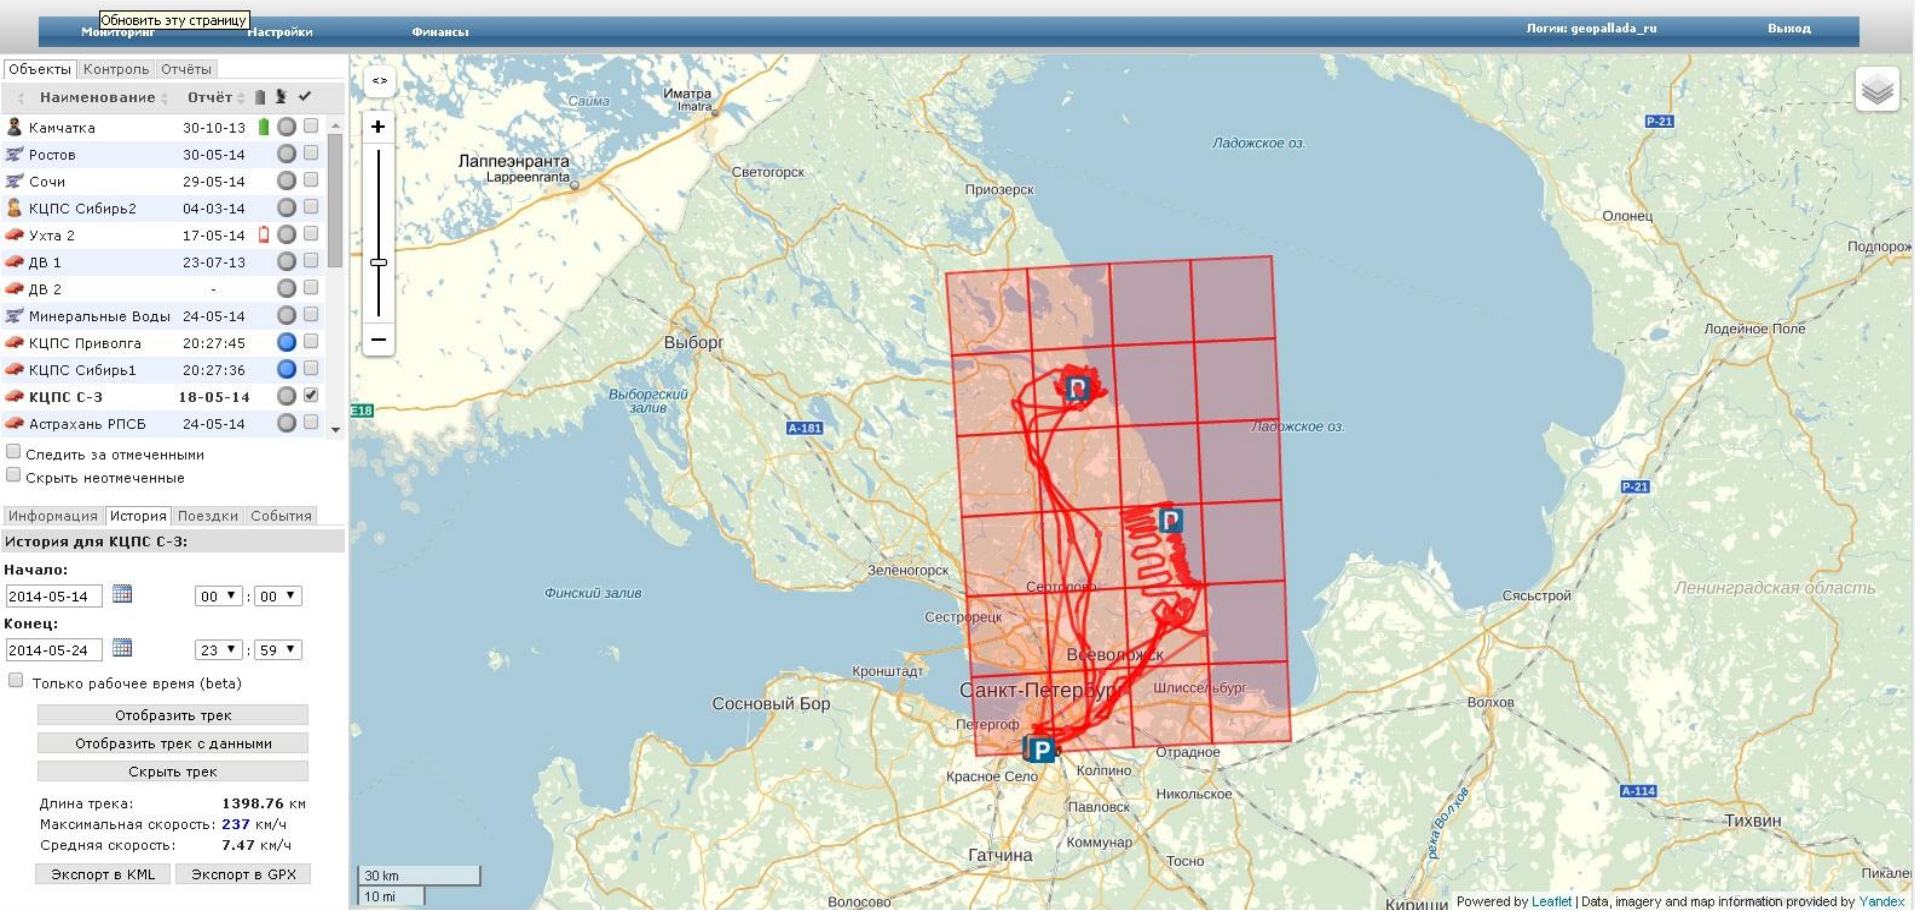 Обновить эту страницу
Мониторинг Настройки Финансы Логин: geopallada_ru Выход
Объекты Контроль Отчёты
Наименование Отчёт
Камчатка 30-10-13
Ростов 30-05-14
Сочи 29-05-14
КЦПС Сибирь2 04-03-14
Ухта 2 17-05-14
ДВ 1 23-07-13
ДВ 2 -
Минеральные Воды 24-05-14
КЦПС Приволга 20:27:45
КЦПС Сибирь1 20:27:36
КЦПС С-3 18-05-14
Астрахань РПСБ 24-05-14
Следить за отмеченными
Скрыть неотмеченные
Информация История Поездки События
История для КЦПС С-3:
Начало:
2014-05-14 00 : 00
Конец:
2014-05-24 23 : 59
Только рабочее время (beta)
Отобразить трек
Отобразить трек с данными
Скрыть трек
Длина трека: 1398.76 км
Максимальная скорость: 237 км/ч
Средняя скорость: 7.47 км/ч
Экспорт в KML Экспорт в GPX
<>
+
−
Сайма
Иматра
Imatra
Лаппеэнранта
Lappeenranta
Светогорск
Приозерск
Ладожское оз.
Р-21
Олонец
Подпорож
Лодейное Поле
Выборг
Выборгский
залив
E18
А-181
P
Ладожское оз.
Р-21
P
Зеленогорск
Финский залив
Сертолово
Сестрорецк
Сясьстрой
Ленинградская область
Всеволожск
Кронштадт
Санкт-Петербург
Шлиссельбург
Сосновый Бор
Волхов
Петергоф
P
Отрадное
Красное Село
Колпино
Никольское
Павловск
А-114
река Волхов
Тихвин
Коммунар
Гатчина
Тосно
Пикале
30 km
10 mi
Волосово
Кириши
Powered by Leaflet | Data, imagery and map information provided by Yandex